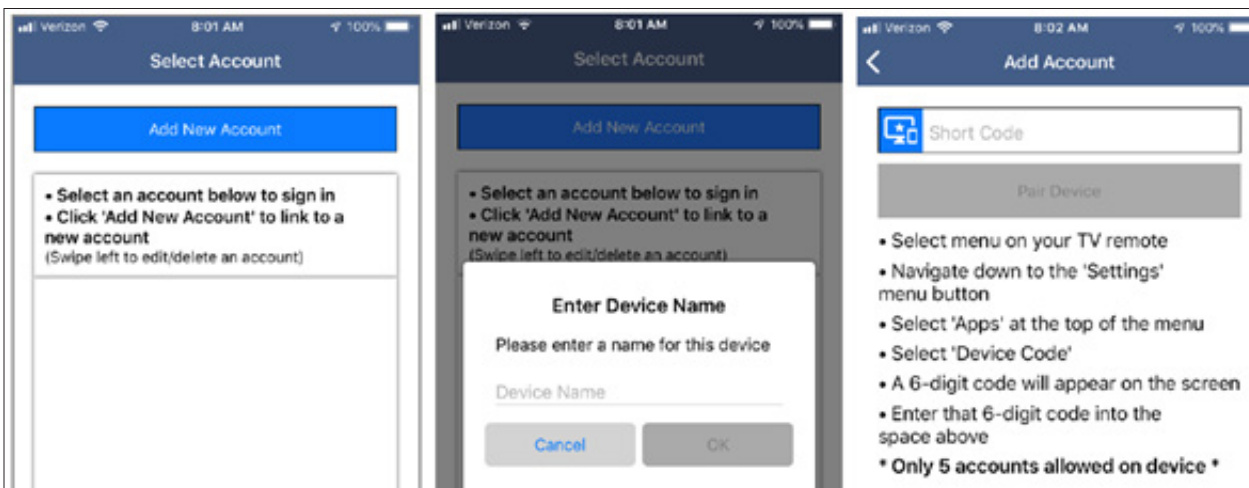 Verizon 8:01 AM 100%
Select Account
Add New Account
• Select an account below to sign in
• Click 'Add New Account' to link to a
new account
(Swipe left to edit/delete an account)
Verizon 8:01 AM 100%
Select Account
Add New Account
• Select an account below to sign in
• Click 'Add New Account' to link to a
new account
(Swipe left to edit/delete an account)
Enter Device Name
Please enter a name for this device
Device Name
Cancel OK
Verizon 8:02 AM 100%
Add Account
Short Code
Pair Device
• Select menu on your TV remote
• Navigate down to the 'Settings'
menu button
• Select 'Apps' at the top of the menu
• Select 'Device Code'
• A 6-digit code will appear on the screen
• Enter that 6-digit code into the
space above
* Only 5 accounts allowed on device *